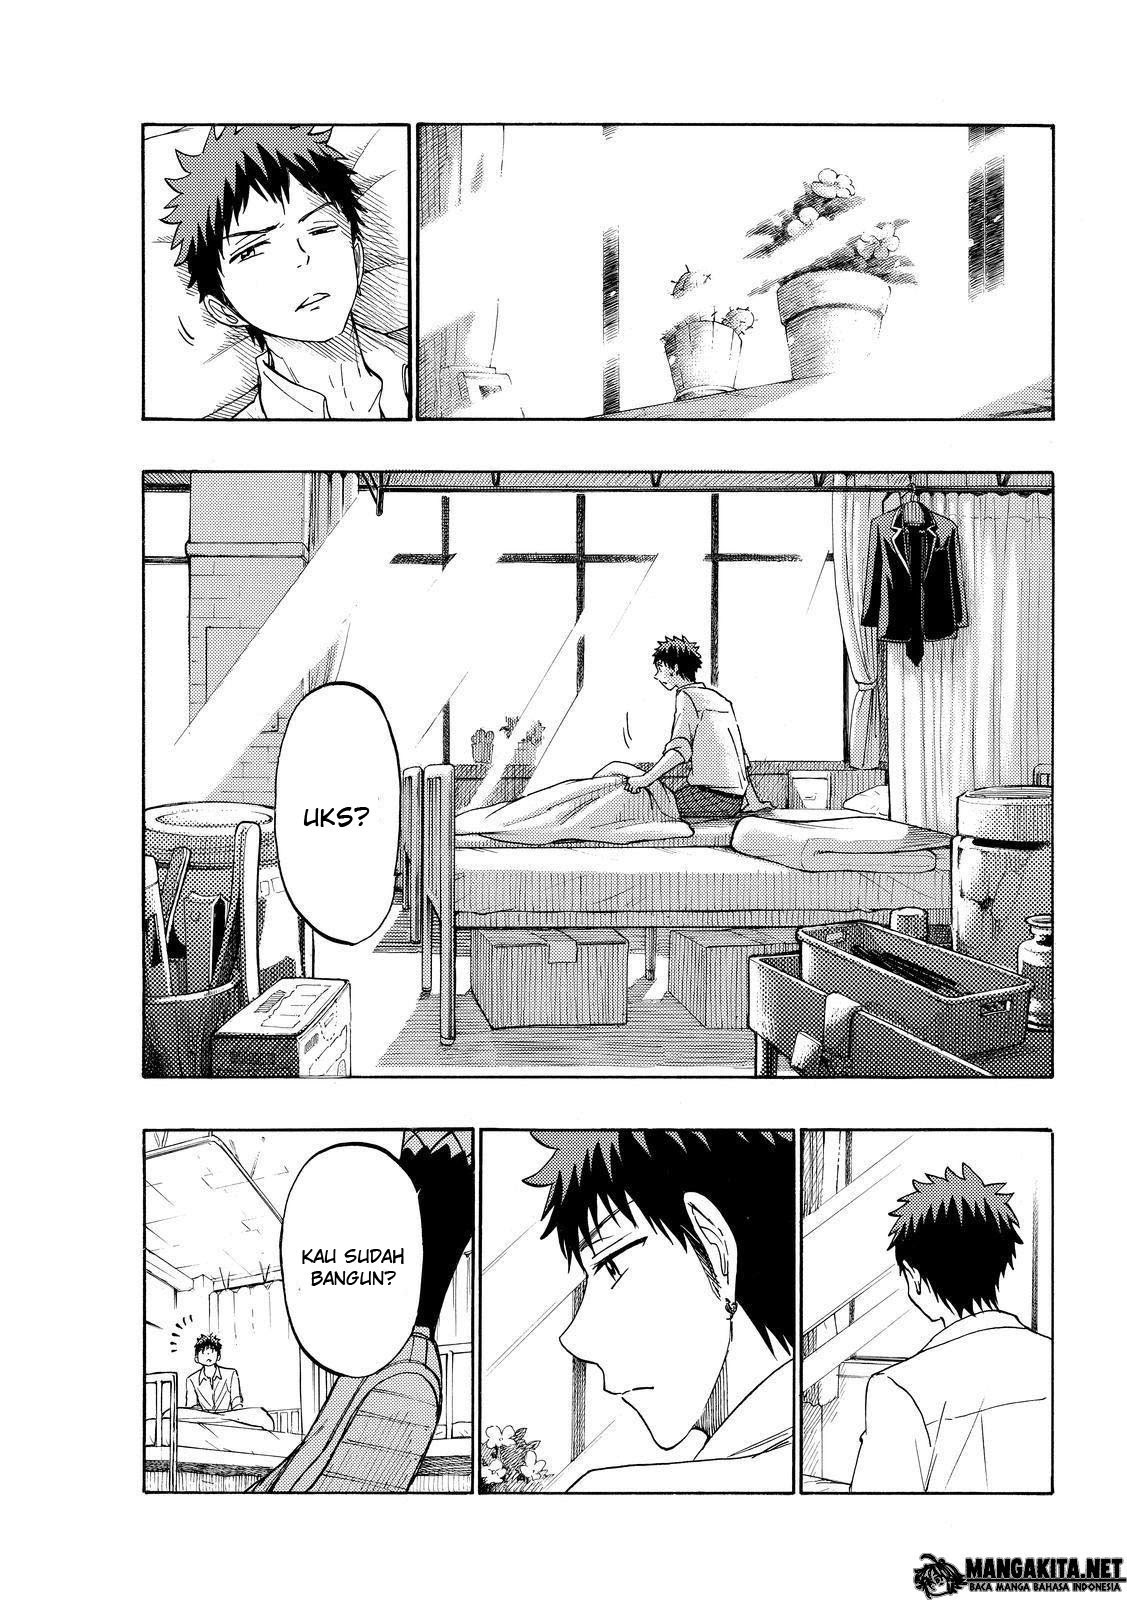 UKS?
KAU SUDAH
BANGUN?
MANGAKITA.NET
BACA MANGA BAHASA INDONESIA